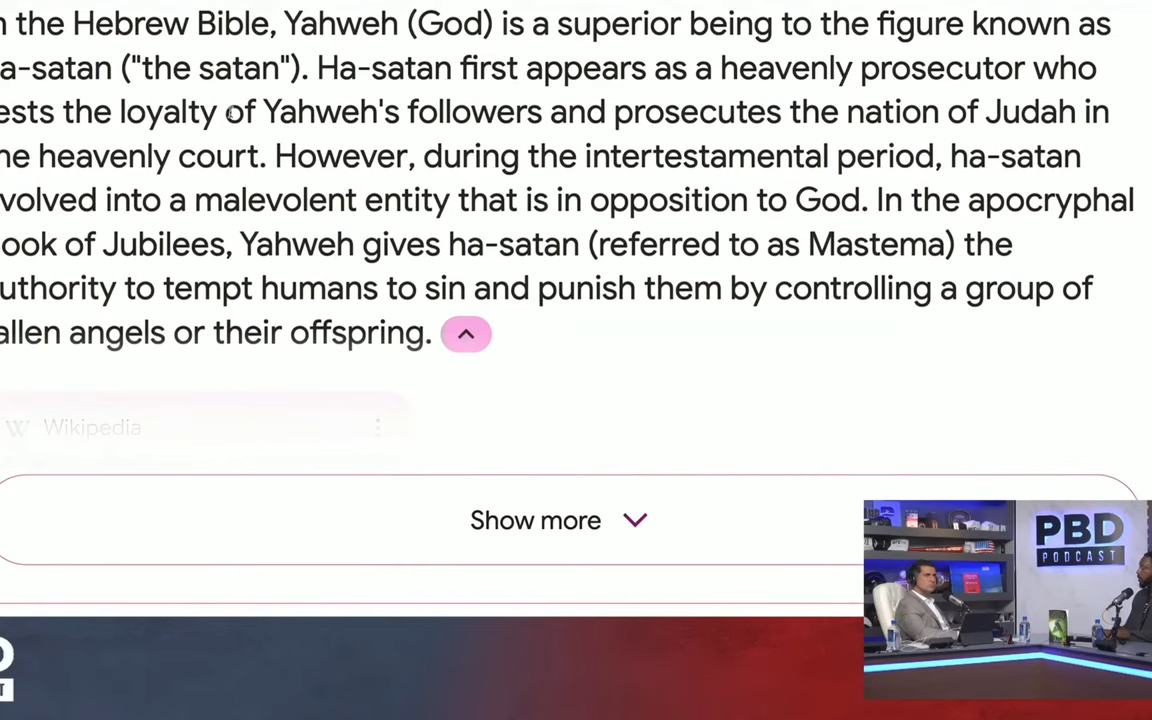 the Hebrew Bible, Yahweh (God) is a superior being to the figure known as
a-satan ("the satan"). Ha-satan first appears as a heavenly prosecutor who
ests the loyalty of Yahweh's followers and prosecutes the nation of Judah in
he heavenly court. However, during the intertestamental period, ha-satan
volved into a malevolent entity that is in opposition to God. In the apocryphal
ook of Jubilees, Yahweh gives ha-satan (referred to as Mastema) the
uthority to tempt humans to sin and punish them by controlling a group of
allen angels or their offspring.
W Wikipedia
Show more
PBD
PODCAST
D
T